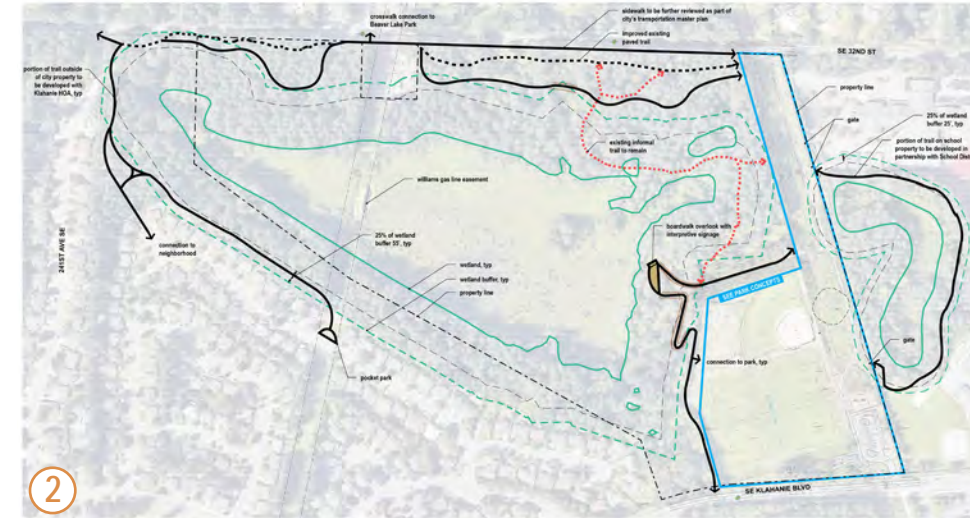 crosswalk connection to
Beaver Lake Park
sidewalk to be further reviewed as part of
city's transportation master plan
improved existing
paved trail
SE 32ND ST
portion of trail outside
of city property to
be developed with
Klahanie HOA, typ
property line
gate
25% of wetland
buffer 25', typ
portion of trail on school
property to be developed in
partnership with School Dist
existing informal
trail to remain
williams gas line easement
boardwalk overlook with
interpretive signage
241ST AVE SE
connection to
neighborhood
25% of wetland
buffer 55', typ
wetland, typ
wetland buffer, typ
property line
SEE PARK CONCEPTS
gate
connection to park, typ
pocket park
SE KLAHANIE BLVD
2